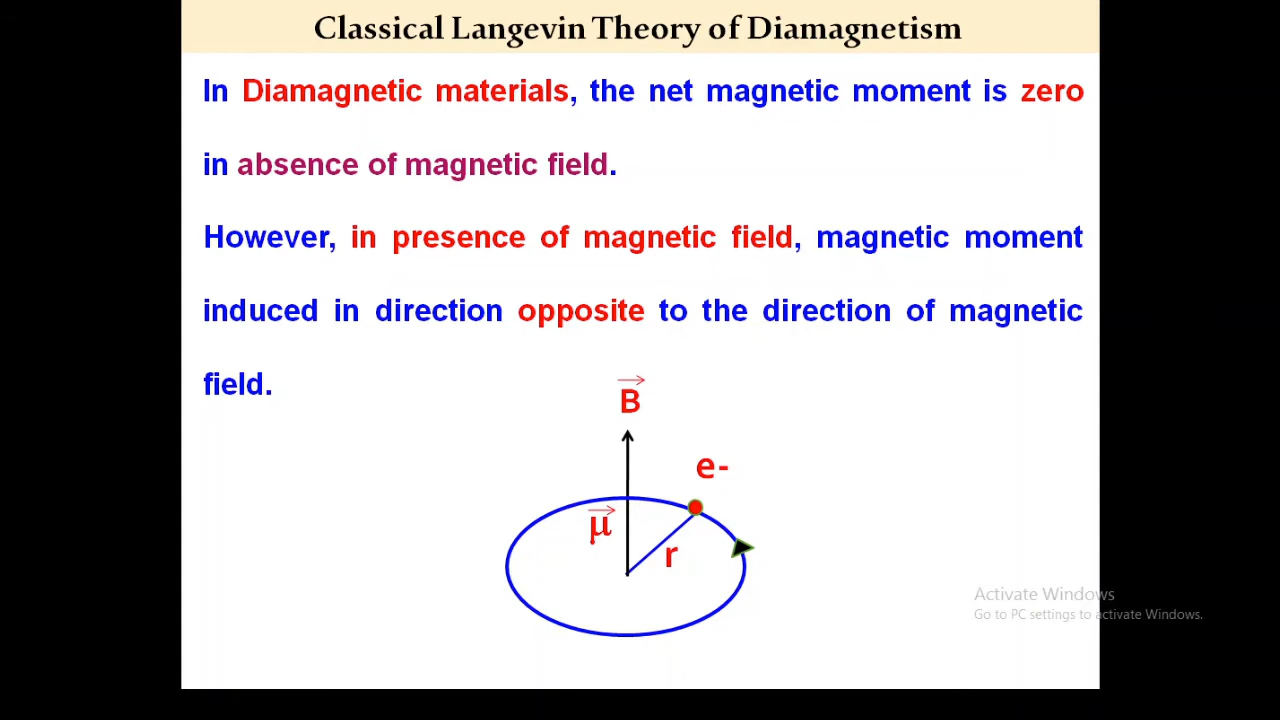 Classical Langevin Theory of Diamagnetism
In Diamagnetic materials, the net magnetic moment is zero
in absence of magnetic field.
However, in presence of magnetic field, magnetic moment
induced in direction opposite to the direction of magnetic
field.
B
e-
μ
r
Activate Windows
Go to PC settings to activate Windows.